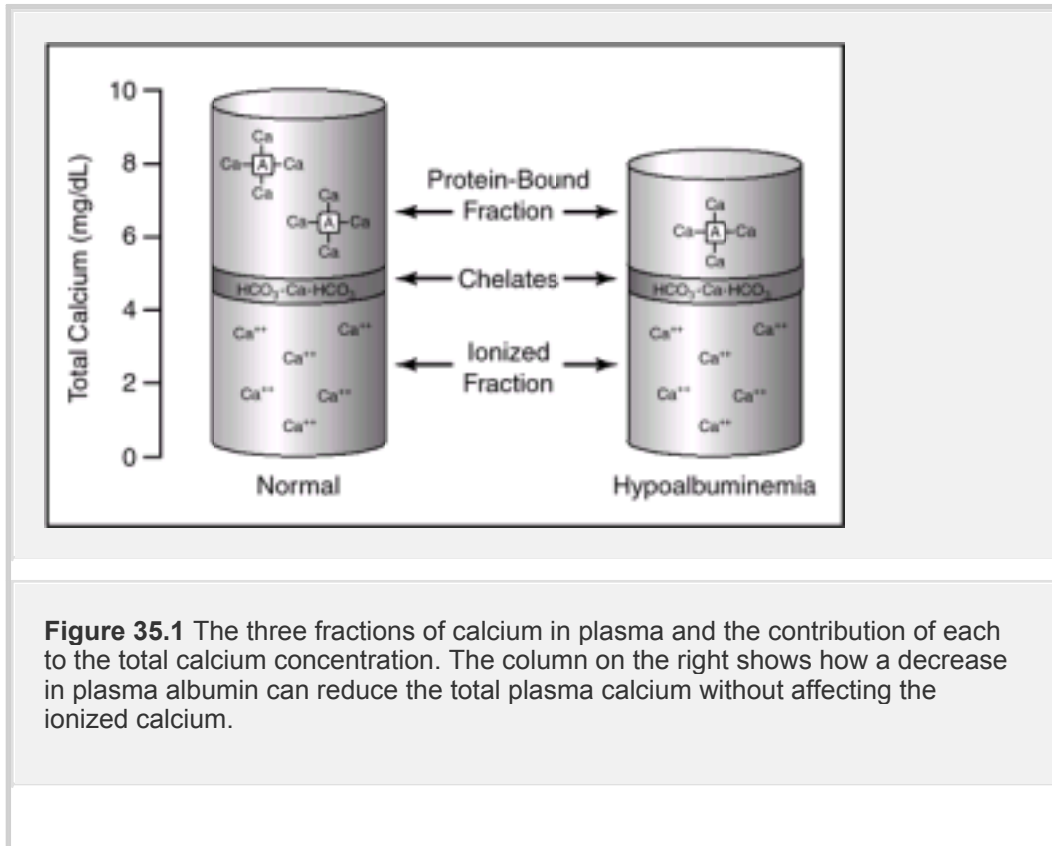 10
8
6
4
2
0
Total Calcium (mg/dL)
Ca
Ca-A-Ca
Ca
Ca
Ca-A-Ca
Ca
HCO3-Ca-HCO3
Ca++ Ca++
Ca++
Ca++ Ca++
Ca++
Normal
Protein-Bound
Fraction
Chelates
Ionized
Fraction
Ca
Ca-A-Ca
Ca
HCO3-Ca-HCO3
Ca++ Ca++
Ca++
Ca++ Ca++
Ca++
Hypoalbuminemia
Figure 35.1 The three fractions of calcium in plasma and the contribution of each
to the total calcium concentration. The column on the right shows how a decrease
in plasma albumin can reduce the total plasma calcium without affecting the
ionized calcium.